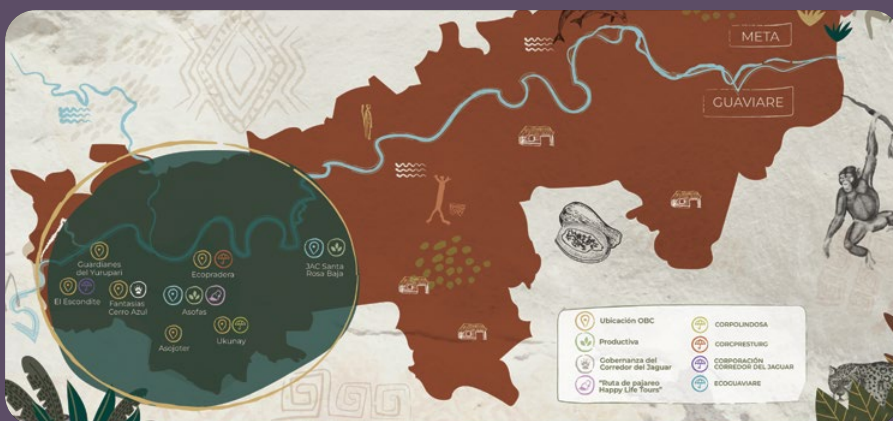 META
GUAVIARE
Guardianes
del Yurupari
Ecopradera
JAC Santa
Rosa Baja
El Escondite
Fantasías
Cerro Azul
Asofas
Asojoter
Ukunay
Ubicación OBC
Productiva
Gobernanza del
Corredor del Jaguar
"Ruta de pajareo
Happy Life Tours"
CORPOLINDOSA
CORCPRESTURG
CORPORACIÓN
CORREDOR DEL JAGUAR
ECOGUAVIARE